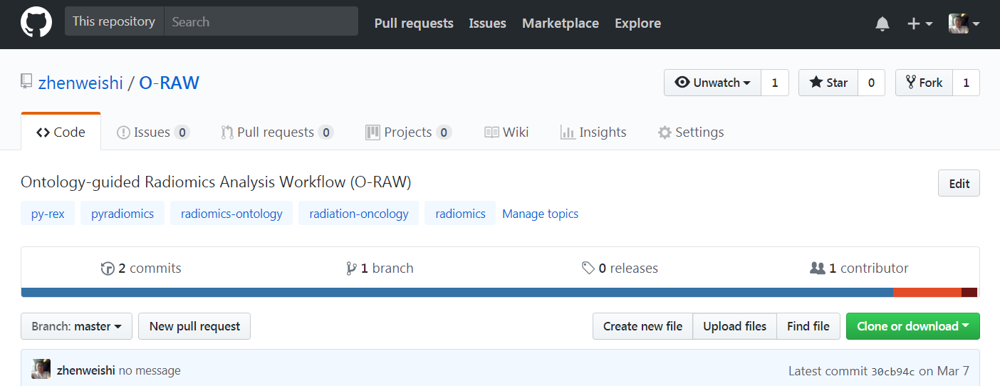 This repository Search Pull requests Issues Marketplace Explore
zhenweishi / O-RAW Unwatch 1 Star 0 Fork 1
Code Issues 0 Pull requests 0 Projects 0 Wiki Insights Settings
Ontology-guided Radiomics Analysis Workflow (O-RAW) Edit
py-rex pyradiomics radiomics-ontology radiation-oncology radiomics Manage topics
2 commits 1 branch 0 releases 1 contributor
Branch: master New pull request Create new file Upload files Find file Clone or download
zhenweishi no message Latest commit 30cb94c on Mar 7